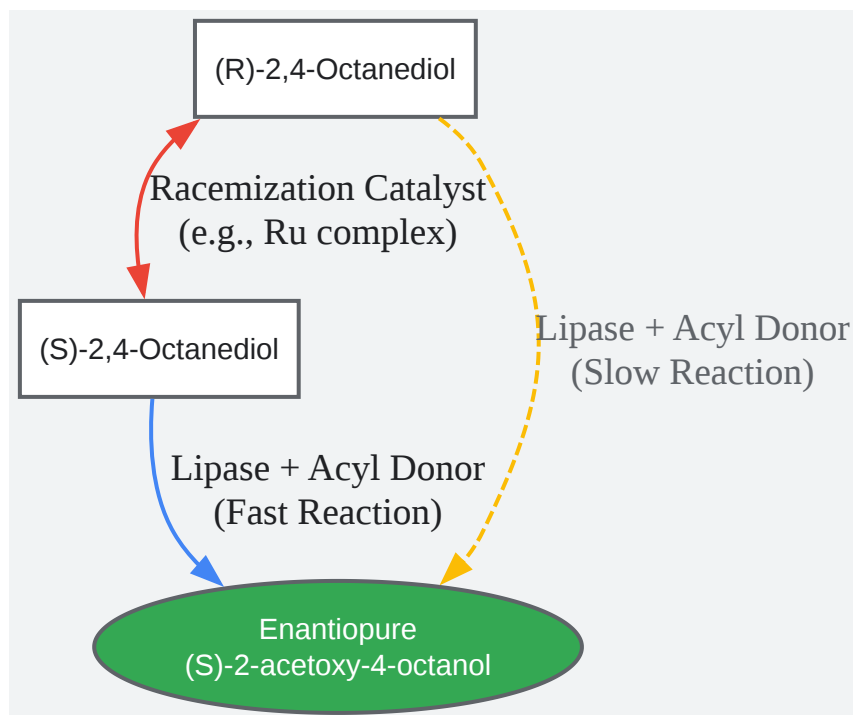 (R)-2,4-Octanediol
Racemization Catalyst
(e.g., Ru complex)
(S)-2,4-Octanediol
Lipase + Acyl Donor
(Slow Reaction)
Lipase + Acyl Donor
(Fast Reaction)
Enantiopure
(S)-2-acetoxy-4-octanol